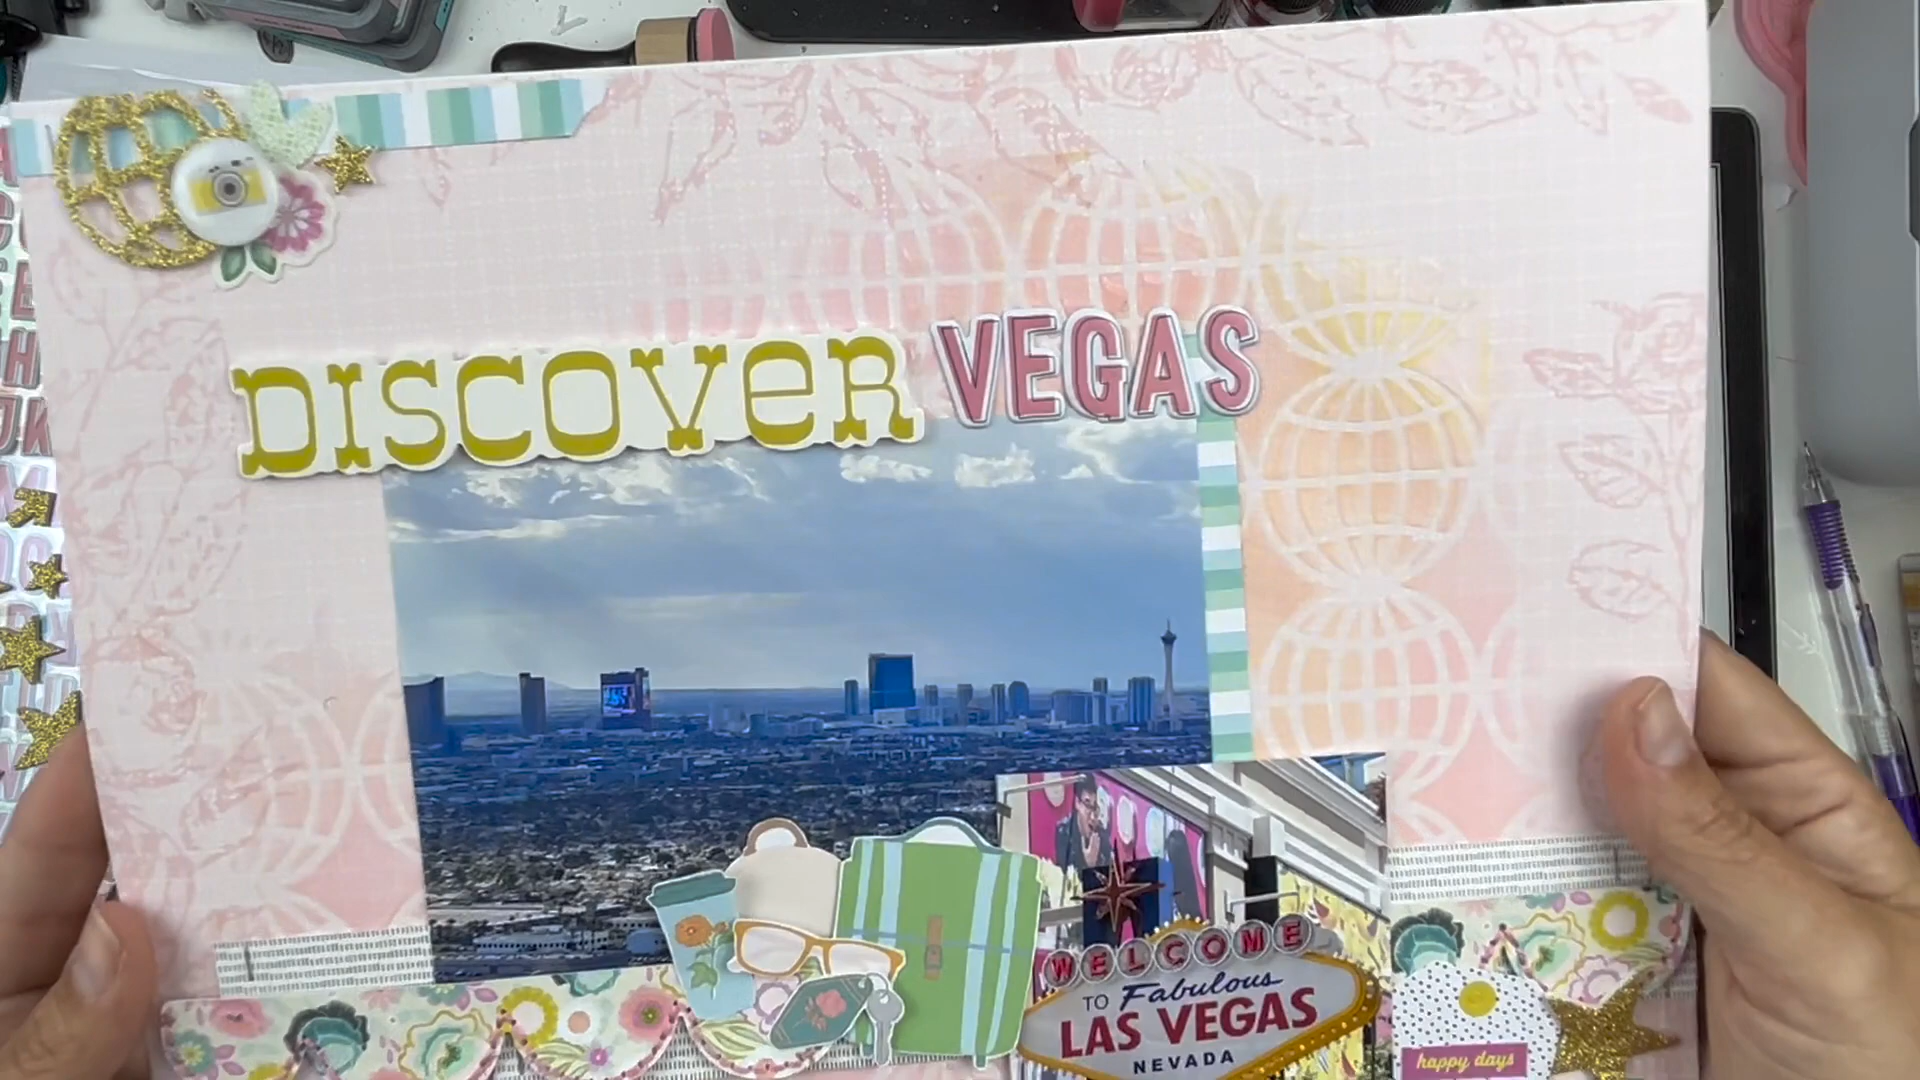 DISCOVER VEGAS
WELCOME
TO Fabulous
LAS VEGAS
NEVADA
happy days